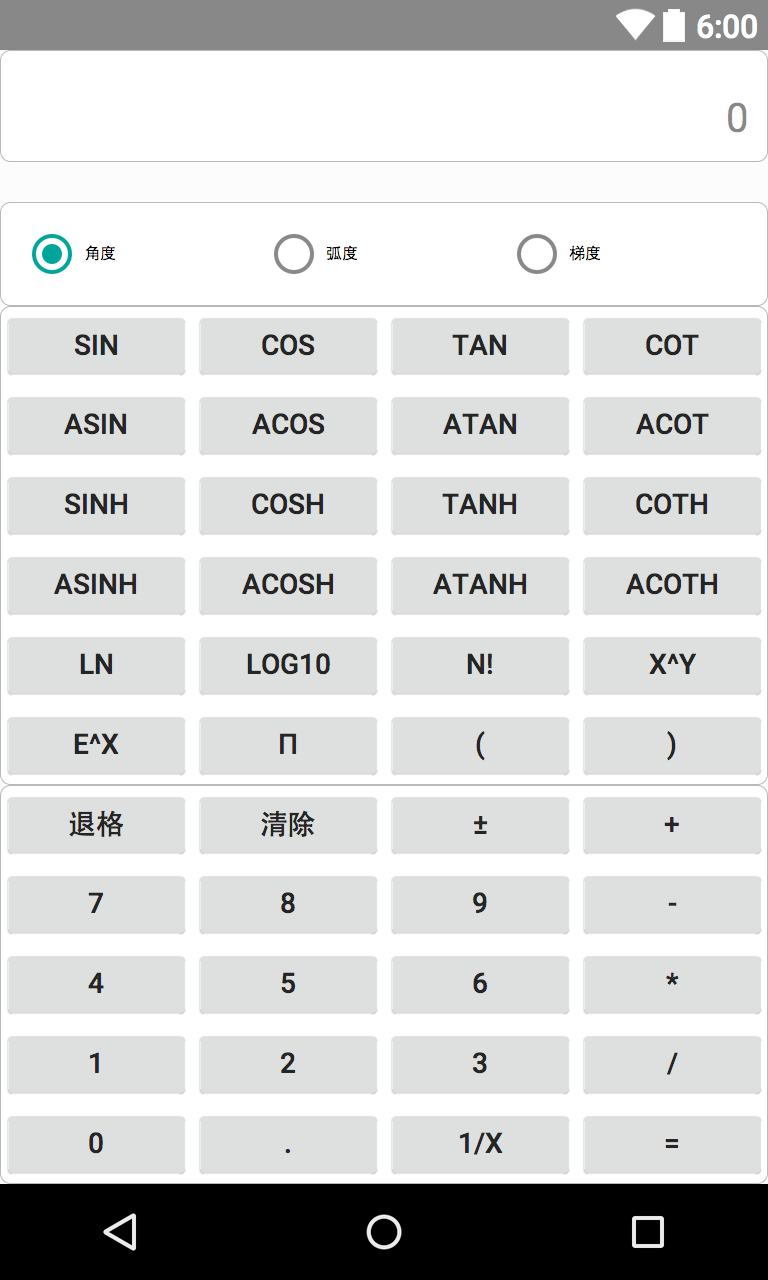 6:00
0
角度 弧度 梯度
SIN COS TAN COT
ASIN ACOS ATAN ACOT
SINH COSH TANH COTH
ASINH ACOSH ATANH ACOTH
LN LOG10 N! X^Y
E^X Π ( )
退格 清除 ± +
7 8 9 -
4 5 6 *
1 2 3 /
0 . 1/X =